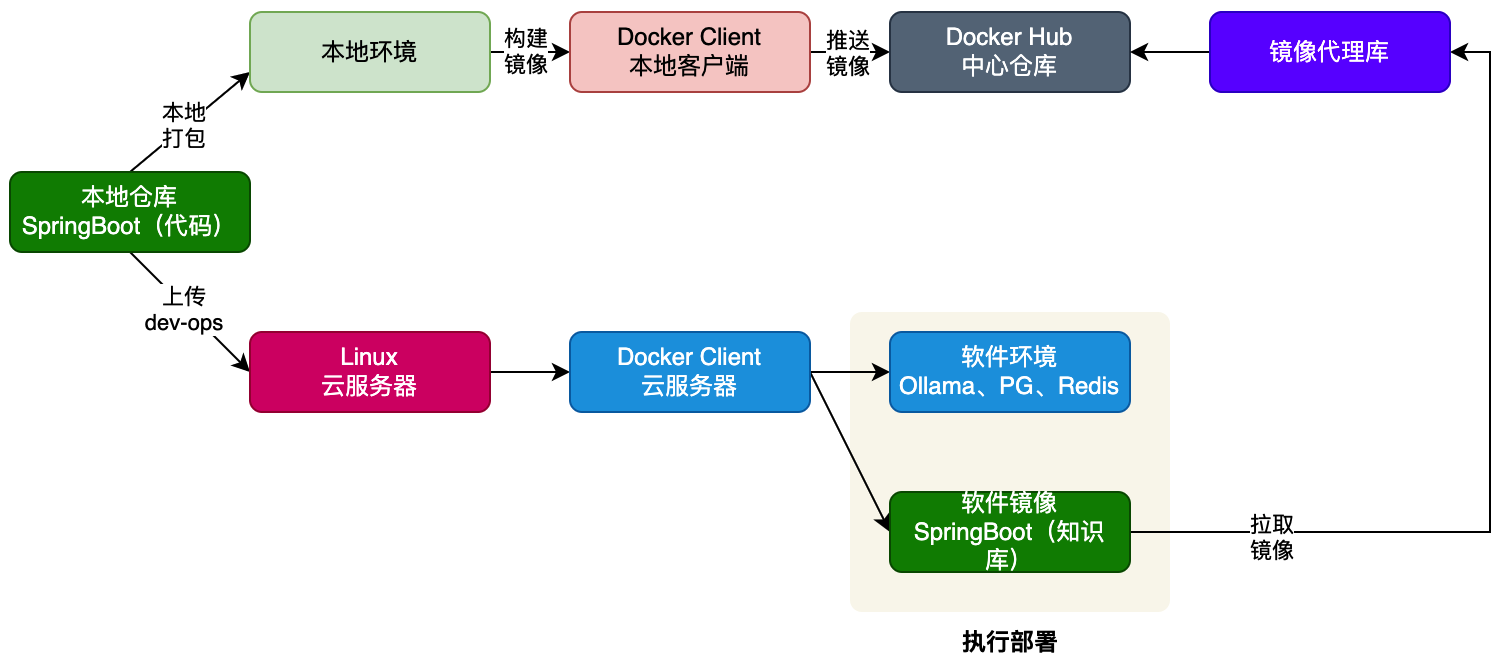 本地环境
构建
镜像
Docker Client
本地客户端
推送
镜像
Docker Hub
中心仓库
镜像代理库
本地
打包
本地仓库
SpringBoot（代码）
上传
dev-ops
Linux
云服务器
Docker Client
云服务器
软件环境
Ollama、PG、Redis
软件镜像
SpringBoot（知识
库）
拉取
镜像
执行部署